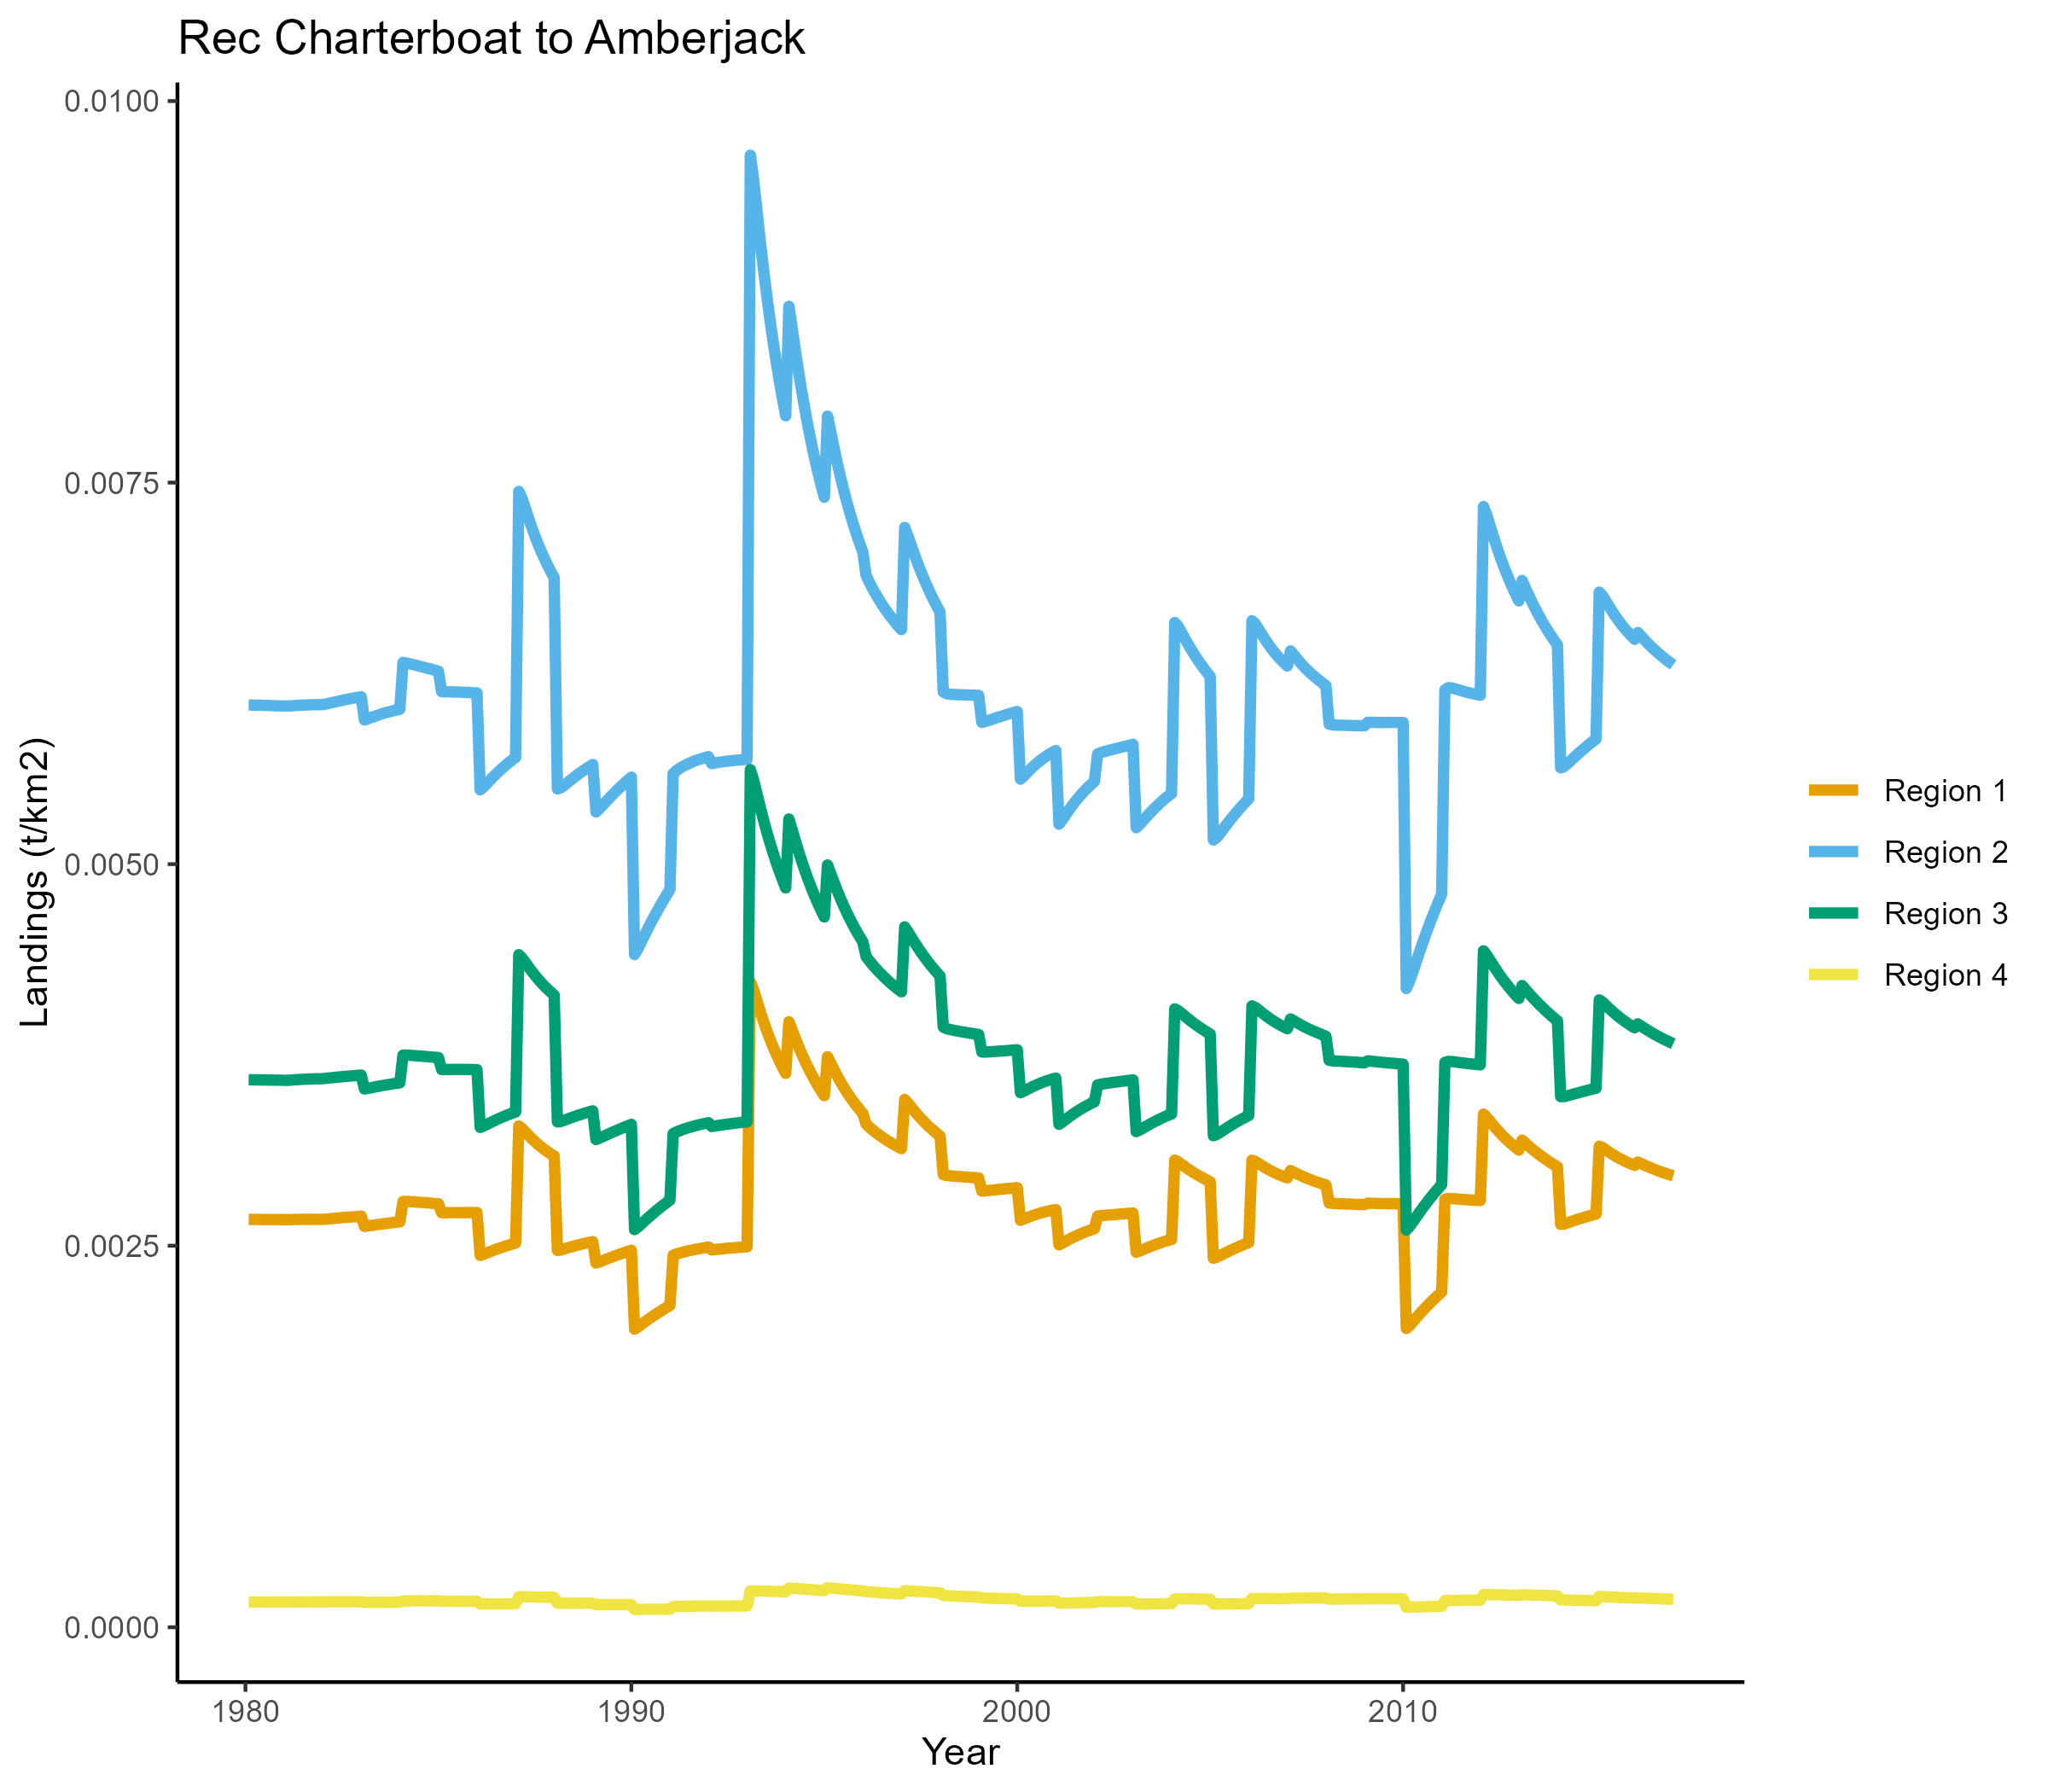 Rec Charterboat to Amberjack
0.0100
0.0075
0.0050
0.0025
0.0000
Landings (t/km2)
1980
1990
2000
2010
Year
Region 1
Region 2
Region 3
Region 4